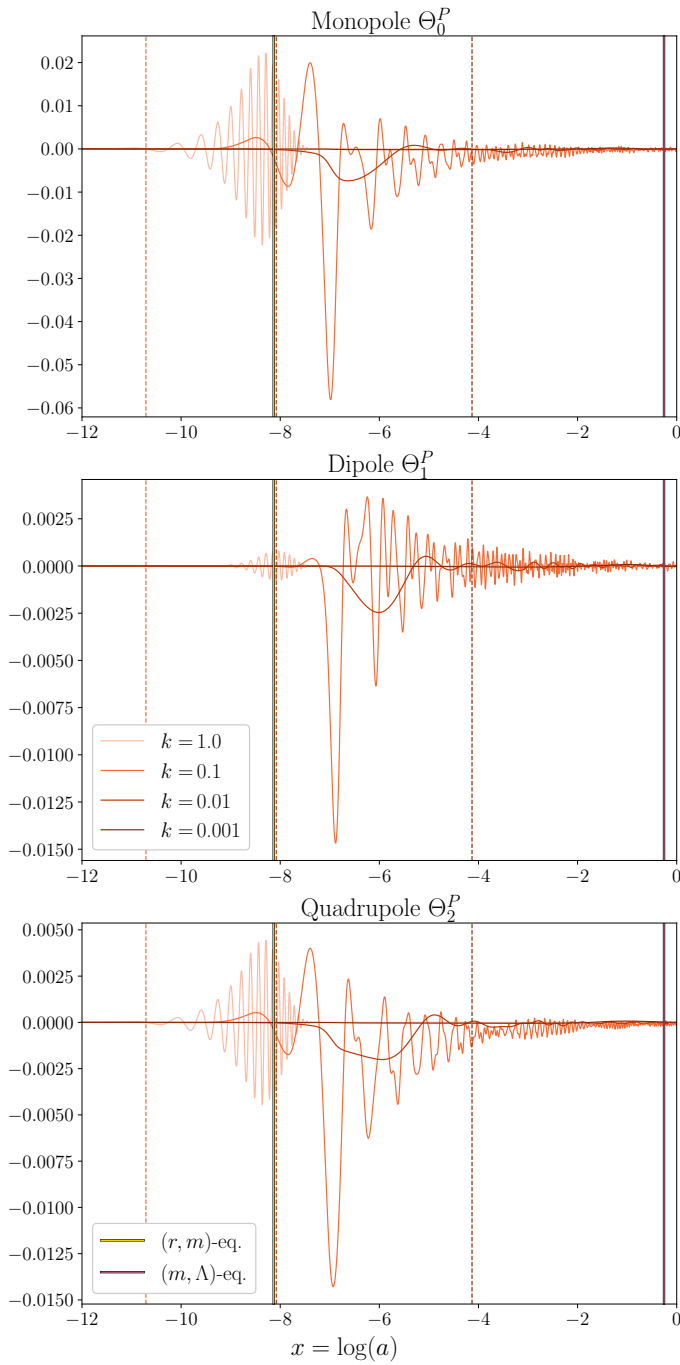 Monopole Θ₀ᴾ
0.02
0.01
0.00
−0.01
−0.02
−0.03
−0.04
−0.05
−0.06
−12 −10 −8 −6 −4 −2 0
Dipole Θ₁ᴾ
0.0025
0.0000
−0.0025
−0.0050
−0.0075
−0.0100
−0.0125
−0.0150
k = 1.0
k = 0.1
k = 0.01
k = 0.001
−12 −10 −8 −6 −4 −2 0
Quadrupole Θ₂ᴾ
0.0050
0.0025
0.0000
−0.0025
−0.0050
−0.0075
−0.0100
−0.0125
−0.0150
(r, m)-eq.
(m, Λ)-eq.
−12 −10 −8 −6 −4 −2 0
x = log(a)